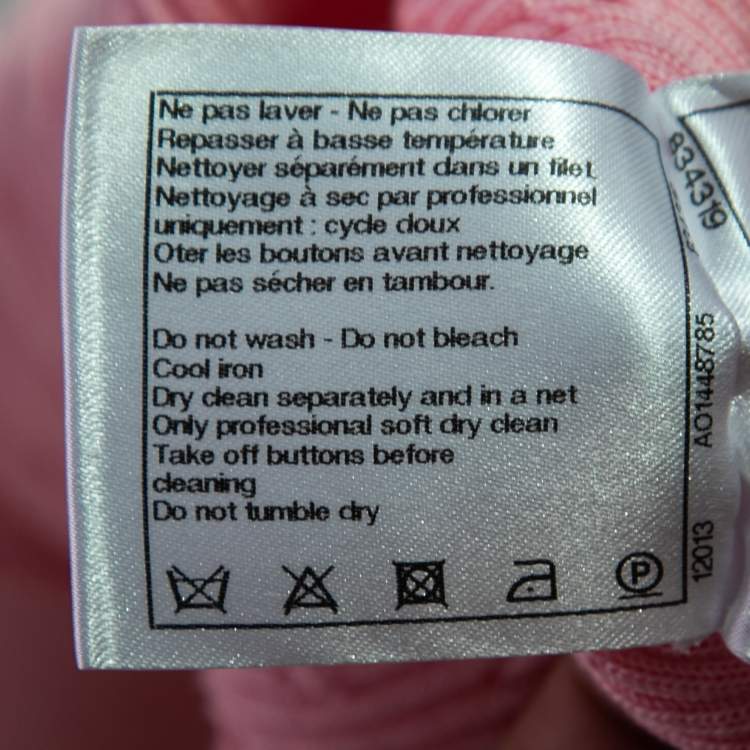 Ne pas laver - Ne pas chlorer
Repasser à basse température
Nettoyer séparément dans un filet
Nettoyage à sec par professionnel
uniquement : cycle doux
Oter les boutons avant nettoyage
Ne pas sécher en tambour.
Do not wash - Do not bleach
Cool iron
Dry clean separately and in a net
Only professional soft dry clean
Take off buttons before
cleaning
Do not tumble dry
P
834319
AO1448785
12013